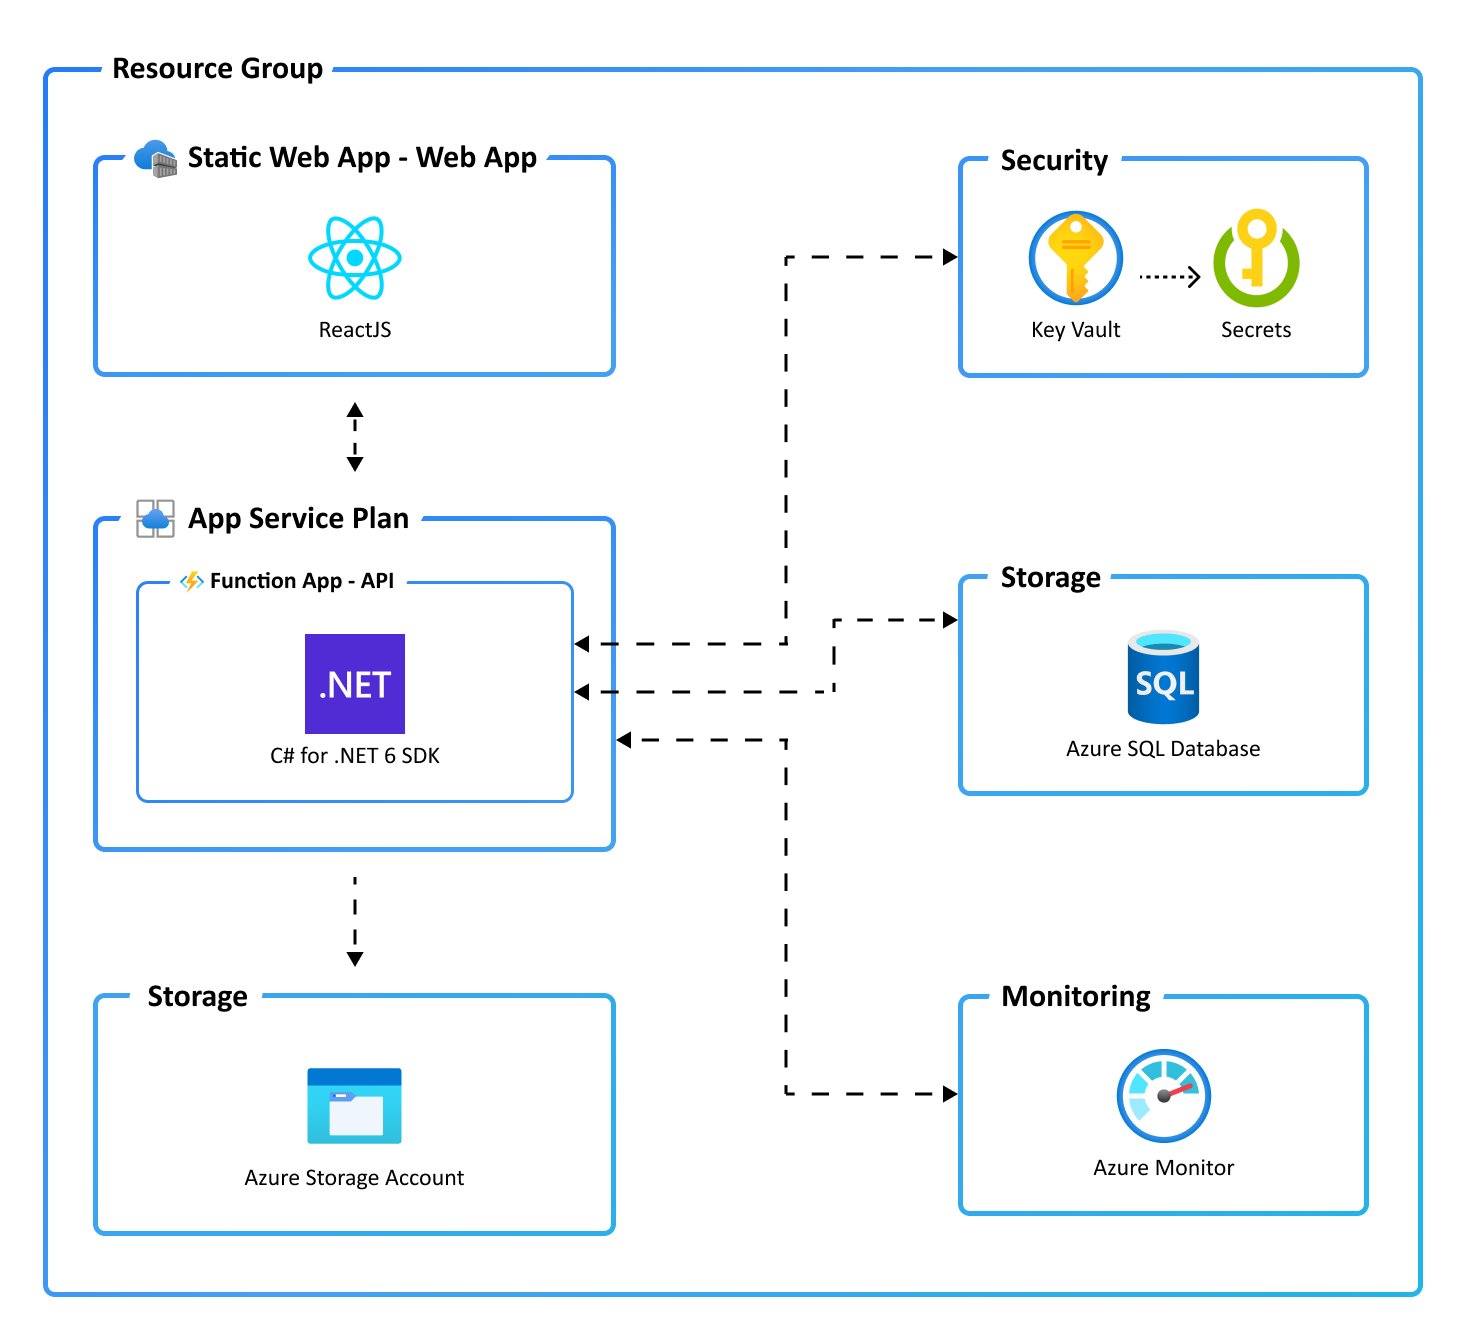 Resource Group
Static Web App - Web App
ReactJS
Security
Key Vault
Secrets
App Service Plan
Function App - API
.NET
C# for .NET 6 SDK
Storage
SQL
Azure SQL Database
Storage
Azure Storage Account
Monitoring
Azure Monitor